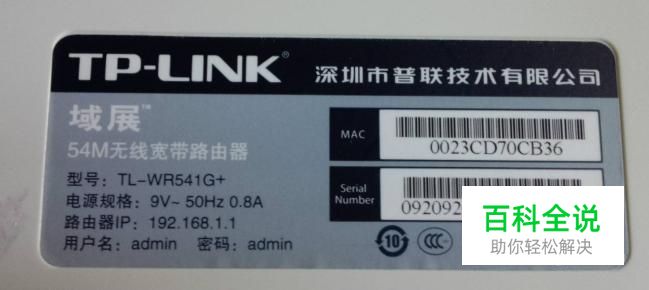 TP-LINK® 深圳市普联技术有限公司
域展™
54M无线宽带路由器
型号：TL-WR541G+
电源规格：9V~ 50Hz 0.8A
路由器IP：192.168.1.1
用户名：admin 密码：admin
MAC
0023CD70CB36
Serial
Number
092092
10
CCC
百科全说
助你轻松解决